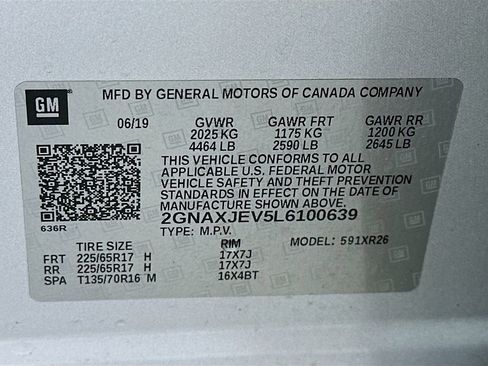 GM
MFD BY GENERAL MOTORS OF CANADA COMPANY
06/19 GVWR GAWR FRT GAWR RR
2025 KG 1175 KG 1200 KG
4464 LB 2590 LB 2645 LB
THIS VEHICLE CONFORMS TO ALL
APPLICABLE U.S. FEDERAL MOTOR
VEHICLE SAFETY AND THEFT PREVENTION
STANDARDS IN EFFECT ON THE DATE
OF MANUFACTURE SHOWN ABOVE.
2GNAXJEV5L6100639
636R TYPE: M.P.V. MODEL: 591XR26
TIRE SIZE RIM
FRT 225/65R17 H 17X7J
RR 225/65R17 H 17X7J
SPA T135/70R16 M 16X4BT